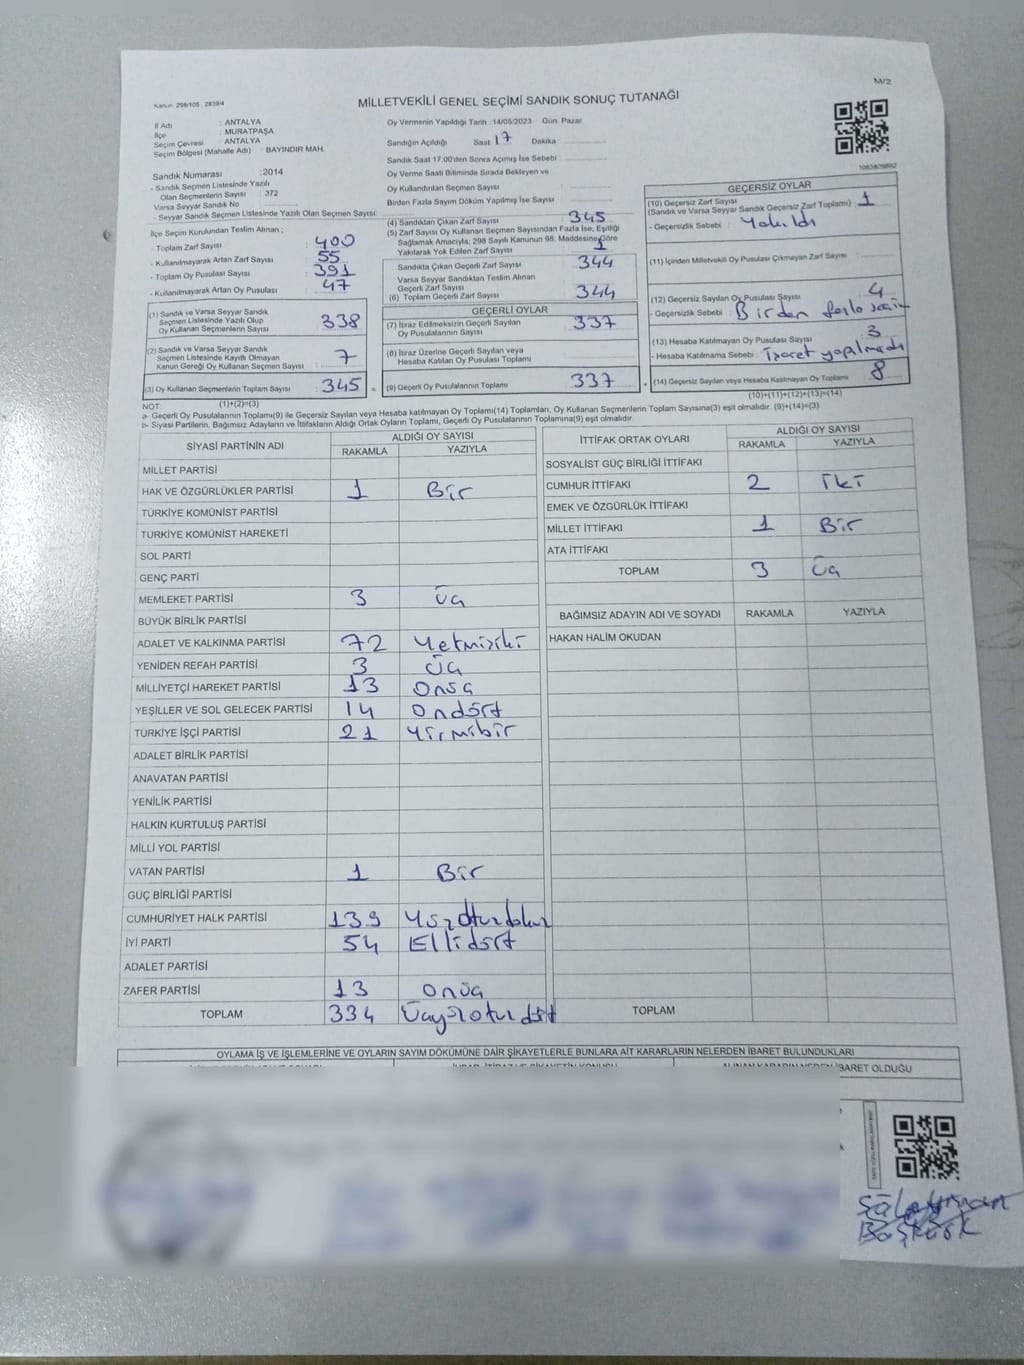 M/2
Kanun: 298/105 , 2839/4
MİLLETVEKİLİ GENEL SEÇİMİ SANDIK SONUÇ TUTANAĞI
İl Adı : ANTALYA
İlçe : MURATPAŞA
Seçim Çevresi ANTALYA
Seçim Bölgesi (Mahalle Adı) : BAYINDIR MAH.
Sandık Numarası :2014
- Sandık Seçmen Listesinde Yazılı
Olan Seçmenlerin Sayısı : 372
Varsa Seyyar Sandık No
- Seyyar Sandık Seçmen Listesinde Yazılı Olan Seçmen Sayısı:
İlçe Seçim Kurulundan Teslim Alınan ;
- Toplam Zarf Sayısı : 400
- Kullanılmayarak Artan Zarf Sayısı : 55
- Toplam Oy Pusulası Sayısı : 391
- Kullanılmayarak Artan Oy Pusulası : 47
(1) Sandık ve Varsa Seyyar Sandık
Seçmen Listesinde Yazılı Olup
Oy Kullanan Seçmenlerin Sayısı 338
(2) Sandık ve Varsa Seyyar Sandık
Seçmen Listesinde Kayıtlı Olmayan
Kanun Gereği Oy Kullanan Seçmen Sayısı 7
(3) Oy Kullanan Seçmenlerin Toplam Sayısı 345 =
(1)+(2)=(3)
Oy Vermenin Yapıldığı Tarih :14/05/2023 Gün: Pazar
Sandığın Açıldığı Saat: 17 Dakika
Sandık Saat 17:00'den Sonra Açılmış İse Sebebi
Oy Verme Saati Bitiminde Sırada Bekleyen ve
Oy Kullandırılan Seçmen Sayısı
Birden Fazla Sayım Döküm Yapılmış İse Sayısı
(4) Sandıktan Çıkan Zarf Sayısı : 345
(5) Zarf Sayısı Oy Kullanan Seçmen Sayısından Fazla İse, Eşitliği
Sağlamak Amacıyla; 298 Sayılı Kanunun 98. Maddesine Göre
Yakılarak Yok Edilen Zarf Sayısı 1
Sandıkta Çıkan Geçerli Zarf Sayısı 344
Varsa Seyyar Sandıktan Teslim Alınan
Geçerli Zarf Sayısı
(6) Toplam Geçerli Zarf Sayısı 344
GEÇERLİ OYLAR
(7) İtiraz Edilmeksizin Geçerli Sayılan
Oy Pusulalarının Sayısı 337
(8) İtiraz Üzerine Geçerli Sayılan veya
Hesaba Katılan Oy Pusulası Toplamı
(9) Geçerli Oy Pusulalarının Toplamı 337 +
1083809882
GEÇERSİZ OYLAR
(10) Geçersiz Zarf Sayısı
(Sandık ve Varsa Seyyar Sandık Geçersiz Zarf Toplamı) 1
- Geçersizlik Sebebi : Yakıldı
(11) İçinden Milletvekili Oy Pusulası Çıkmayan Zarf Sayısı
(12) Geçersiz Sayılan Oy Pusulası Sayısı 4
- Geçersizlik Sebebi : Birden fazla seçim
(13) Hesaba Katılmayan Oy Pusulası Sayısı 3
- Hesaba Katılmama Sebebi : İşaret yapılmadı
(14) Geçersiz Sayılan veya Hesaba Katılmayan Oy Toplamı 8
(10)+(11)+(12)+(13)=(14)
NOT:
a- Geçerli Oy Pusulalarının Toplamı(9) ile Geçersiz Sayılan veya Hesaba katılmayan Oy Toplamı(14) Toplamları, Oy Kullanan Seçmenlerin Toplam Sayısına(3) eşit olmalıdır. (9)+(14)=(3)
b- Siyasi Partilerin, Bağımsız Adayların ve İttifakların Aldığı Ortak Oyların Toplamı, Geçerli Oy Pusulalarının Toplamına(9) eşit olmalıdır.
SİYASİ PARTİNİN ADI ALDIĞI OY SAYISI
RAKAMLA YAZIYLA
MİLLET PARTİSİ
HAK VE ÖZGÜRLÜKLER PARTİSİ 1 Bir
TÜRKİYE KOMÜNİST PARTİSİ
TÜRKİYE KOMÜNİST HAREKETİ
SOL PARTİ
GENÇ PARTİ
MEMLEKET PARTİSİ 3 Üç
BÜYÜK BİRLİK PARTİSİ
ADALET VE KALKINMA PARTİSİ 72 Yetmişiki
YENİDEN REFAH PARTİSİ 3 Üç
MİLLİYETÇİ HAREKET PARTİSİ 13 Onüç
YEŞİLLER VE SOL GELECEK PARTİSİ 14 Ondört
TÜRKİYE İŞÇİ PARTİSİ 21 Yirmibir
ADALET BİRLİK PARTİSİ
ANAVATAN PARTİSİ
YENİLİK PARTİSİ
HALKIN KURTULUŞ PARTİSİ
MİLLİ YOL PARTİSİ
VATAN PARTİSİ 1 Bir
GÜÇ BİRLİĞİ PARTİSİ
CUMHURİYET HALK PARTİSİ 139 Yüzotuzdokuz
İYİ PARTİ 54 Ellidört
ADALET PARTİSİ
ZAFER PARTİSİ 13 Onüç
TOPLAM 334 Üçyüzoturdört
İTTİFAK ORTAK OYLARI ALDIĞI OY SAYISI
RAKAMLA YAZIYLA
SOSYALİST GÜÇ BİRLİĞİ İTTİFAKI
CUMHUR İTTİFAKI 2 İki
EMEK VE ÖZGÜRLÜK İTTİFAKI
MİLLET İTTİFAKI 1 Bir
ATA İTTİFAKI
TOPLAM 3 Üç
BAĞIMSIZ ADAYIN ADI VE SOYADI RAKAMLA YAZIYLA
HAKAN HALİM OKUDAN
TOPLAM
OYLAMA İŞ VE İŞLEMLERİNE VE OYLARIN SAYIM DÖKÜMÜNE DAİR ŞİKAYETLERLE BUNLARA AİT KARARLARIN NELERDEN İBARET BULUNDUKLARI
İBARET OLDUĞU